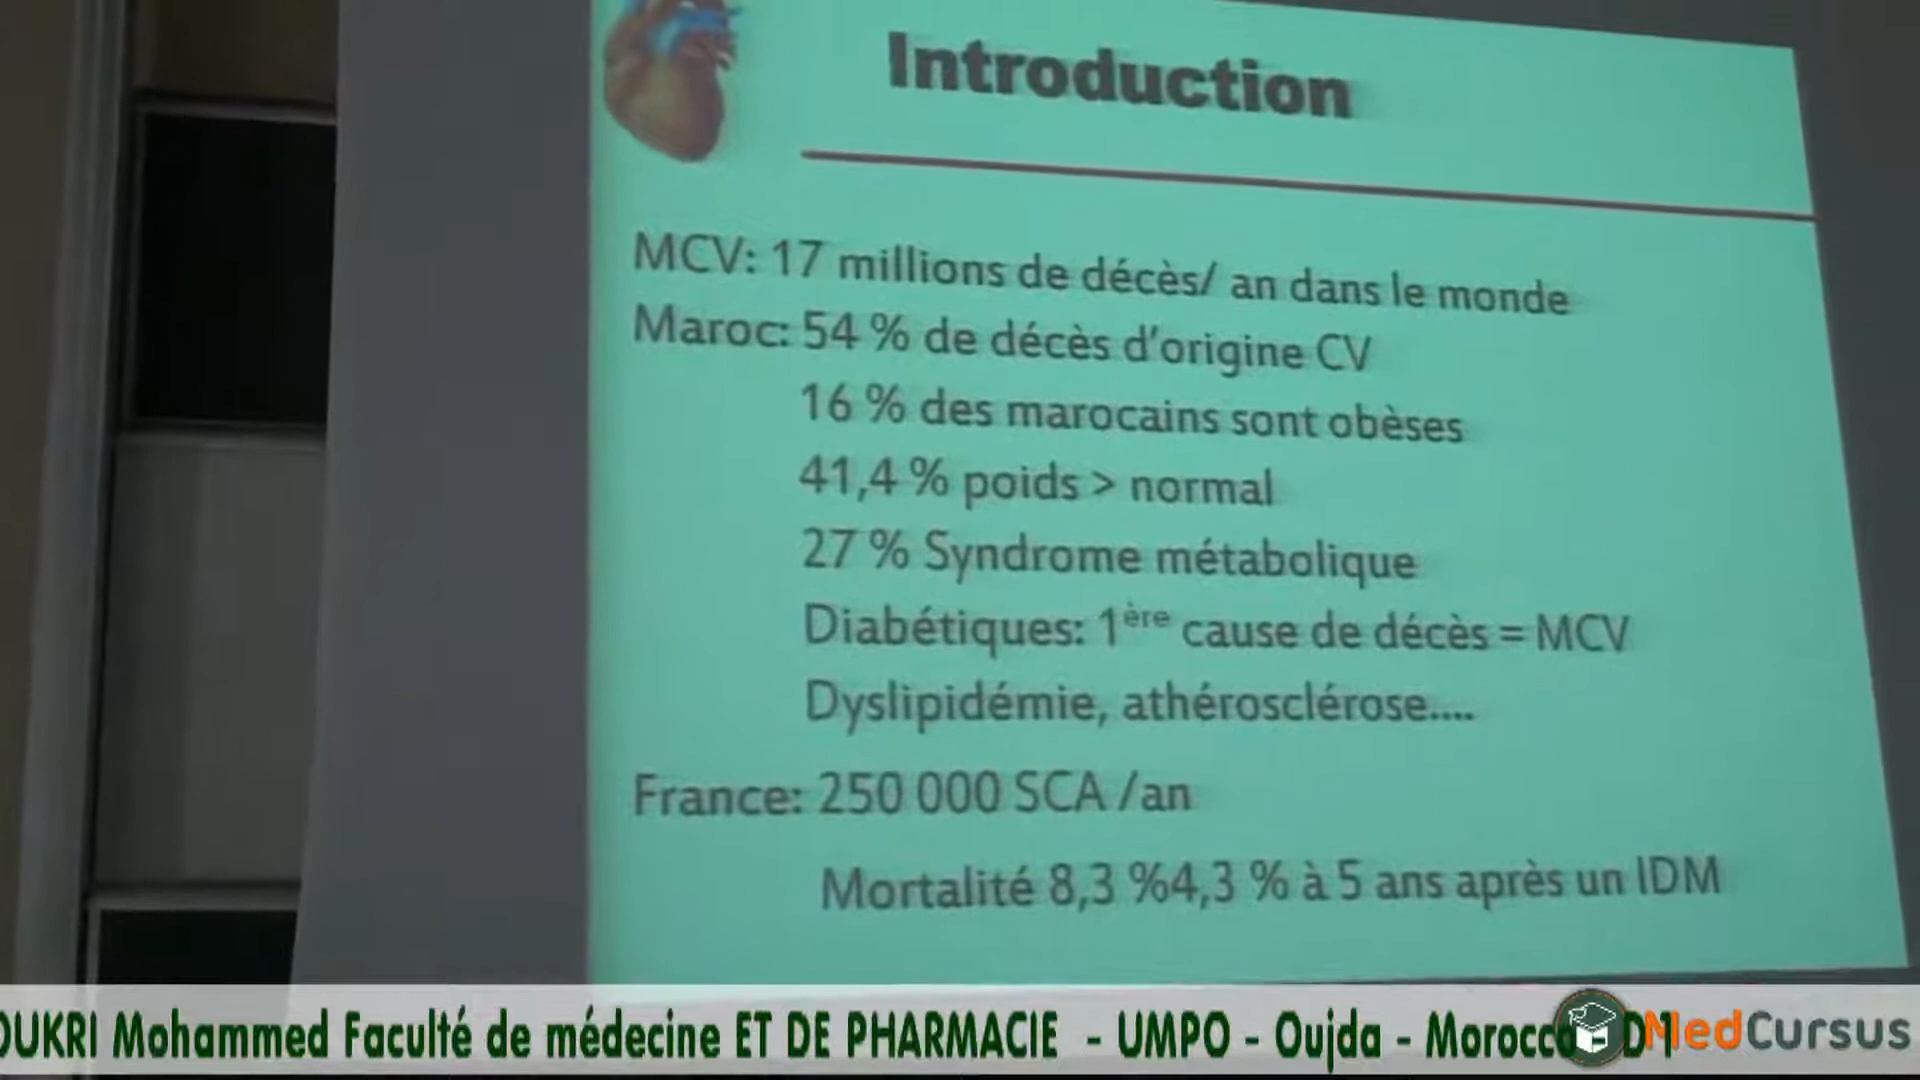 Introduction
MCV: 17 millions de décès/ an dans le monde
Maroc: 54 % de décès d'origine CV
16 % des marocains sont obèses
41,4 % poids > normal
27 % Syndrome métabolique
Diabétiques: 1ère cause de décès = MCV
Dyslipidémie, athérosclérose....
France: 250 000 SCA /an
Mortalité 8,3 %4,3 % à 5 ans après un IDM
OUKRI Mohammed Faculté de médecine ET DE PHARMACIE - UMPO - Oujda - Morocco D1
MedCursus